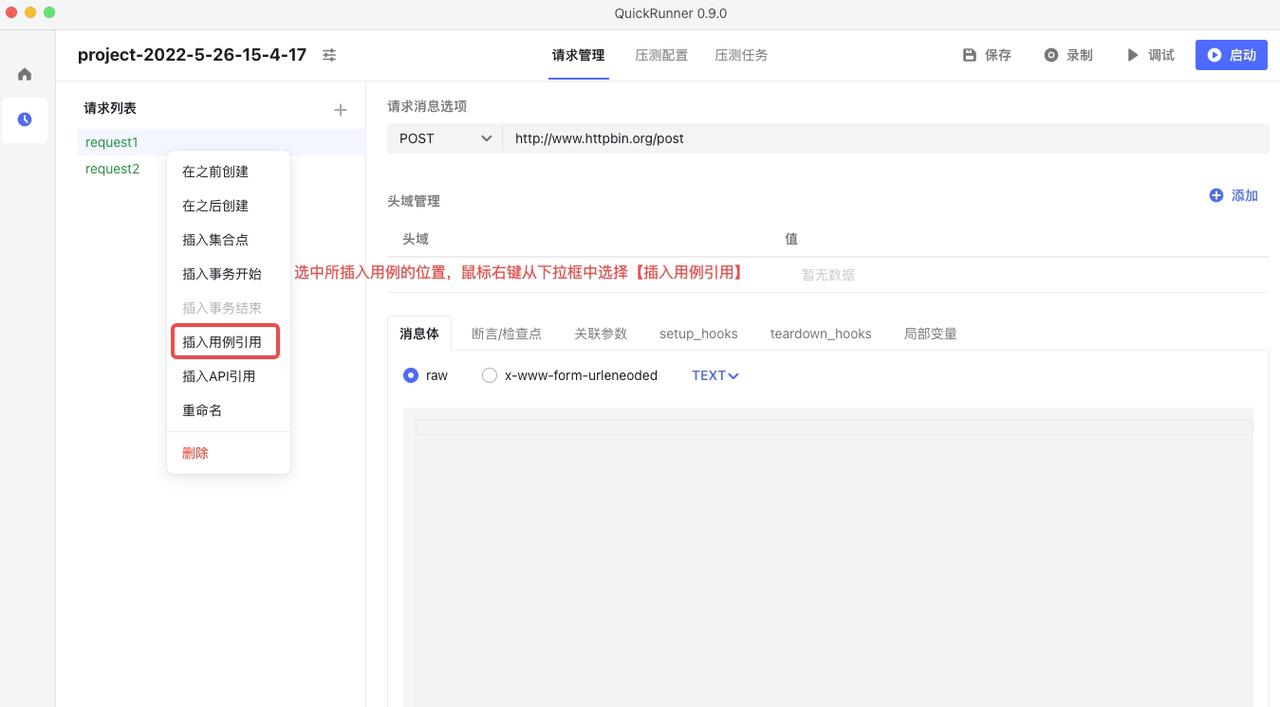 QuickRunner 0.9.0
project-2022-5-26-15-4-17
请求管理 压测配置 压测任务
保存 录制 调试 启动
请求列表
request1
request2
在之前创建
在之后创建
插入集合点
插入事务开始
插入事务结束
插入用例引用
插入API引用
重命名
删除
选中所插入用例的位置，鼠标右键从下拉框中选择【插入用例引用】
请求消息选项
POST http://www.httpbin.org/post
头域管理 添加
头域 值
暂无数据
消息体 断言/检查点 关联参数 setup_hooks teardown_hooks 局部变量
raw x-www-form-urleneoded TEXT